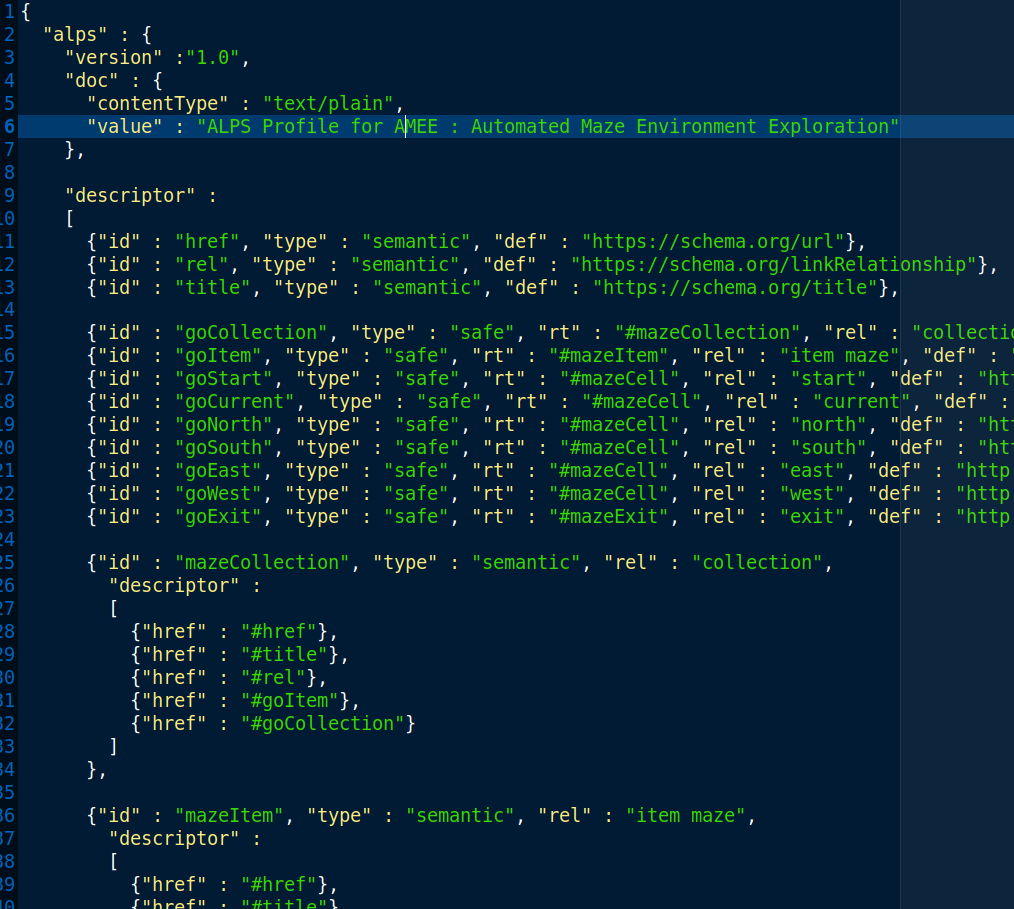 1 {
2 "alps" : {
3 "version" :"1.0",
4 "doc" : {
5 "contentType" : "text/plain",
6 "value" : "ALPS Profile for AMEE : Automated Maze Environment Exploration"
7 },
8
9 "descriptor" :
10 [
11 {"id" : "href", "type" : "semantic", "def" : "https://schema.org/url"},
12 {"id" : "rel", "type" : "semantic", "def" : "https://schema.org/linkRelationship"},
13 {"id" : "title", "type" : "semantic", "def" : "https://schema.org/title"},
14
15 {"id" : "goCollection", "type" : "safe", "rt" : "#mazeCollection", "rel" : "collectio
16 {"id" : "goItem", "type" : "safe", "rt" : "#mazeItem", "rel" : "item maze", "def" : "
17 {"id" : "goStart", "type" : "safe", "rt" : "#mazeCell", "rel" : "start", "def" : "htt
18 {"id" : "goCurrent", "type" : "safe", "rt" : "#mazeCell", "rel" : "current", "def" :
19 {"id" : "goNorth", "type" : "safe", "rt" : "#mazeCell", "rel" : "north", "def" : "htt
20 {"id" : "goSouth", "type" : "safe", "rt" : "#mazeCell", "rel" : "south", "def" : "htt
21 {"id" : "goEast", "type" : "safe", "rt" : "#mazeCell", "rel" : "east", "def" : "http
22 {"id" : "goWest", "type" : "safe", "rt" : "#mazeCell", "rel" : "west", "def" : "http
23 {"id" : "goExit", "type" : "safe", "rt" : "#mazeExit", "rel" : "exit", "def" : "http
24
25 {"id" : "mazeCollection", "type" : "semantic", "rel" : "collection",
26 "descriptor" :
27 [
28 {"href" : "#href"},
29 {"href" : "#title"},
30 {"href" : "#rel"},
31 {"href" : "#goItem"},
32 {"href" : "#goCollection"}
33 ]
34 },
35
36 {"id" : "mazeItem", "type" : "semantic", "rel" : "item maze",
37 "descriptor" :
38 [
39 {"href" : "#href"},
40 {"href" : "#title"}